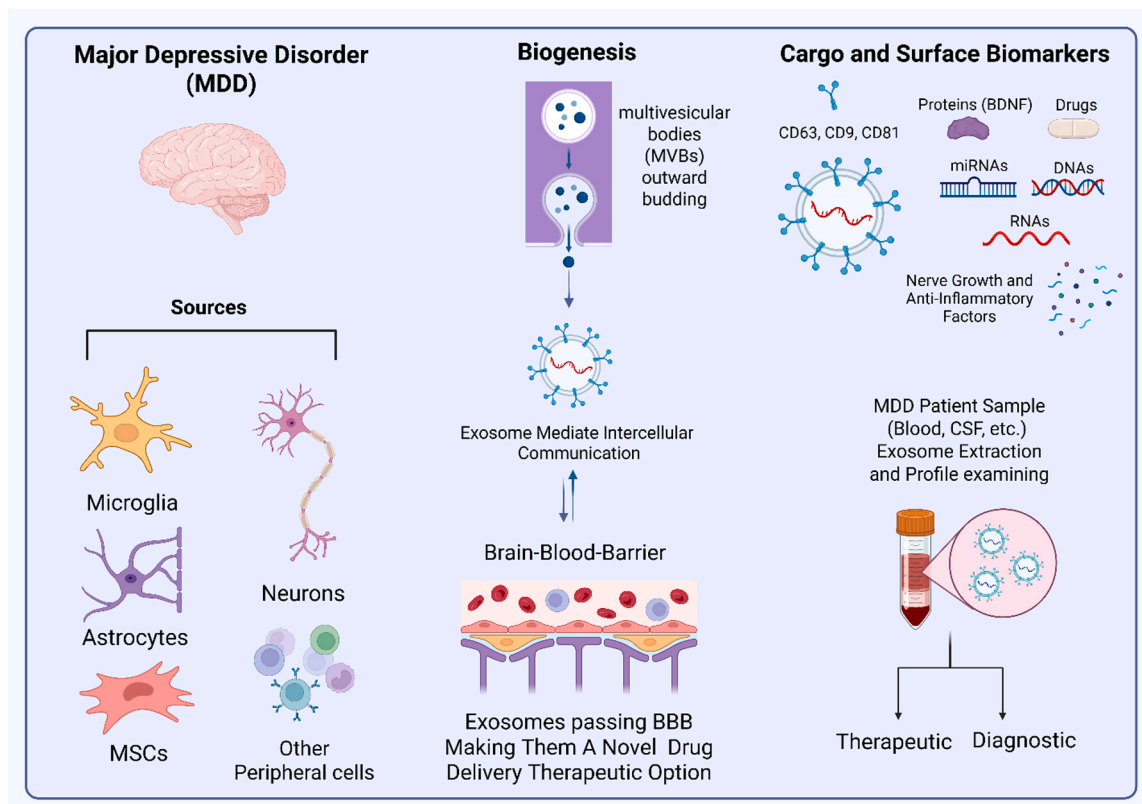 Major Depressive Disorder
(MDD)
Sources
Microglia
Astrocytes
MSCs
Neurons
Other
Peripheral cells
Biogenesis
multivesicular
bodies
(MVBs)
outward
budding
Exosome Mediate Intercellular
Communication
Brain-Blood-Barrier
Exosomes passing BBB
Making Them A Novel Drug
Delivery Therapeutic Option
Cargo and Surface Biomarkers
CD63, CD9, CD81
Proteins (BDNF)
Drugs
miRNAs
DNAs
RNAs
Nerve Growth and
Anti-Inflammatory
Factors
MDD Patient Sample
(Blood, CSF, etc.)
Exosome Extraction
and Profile examining
Therapeutic
Diagnostic